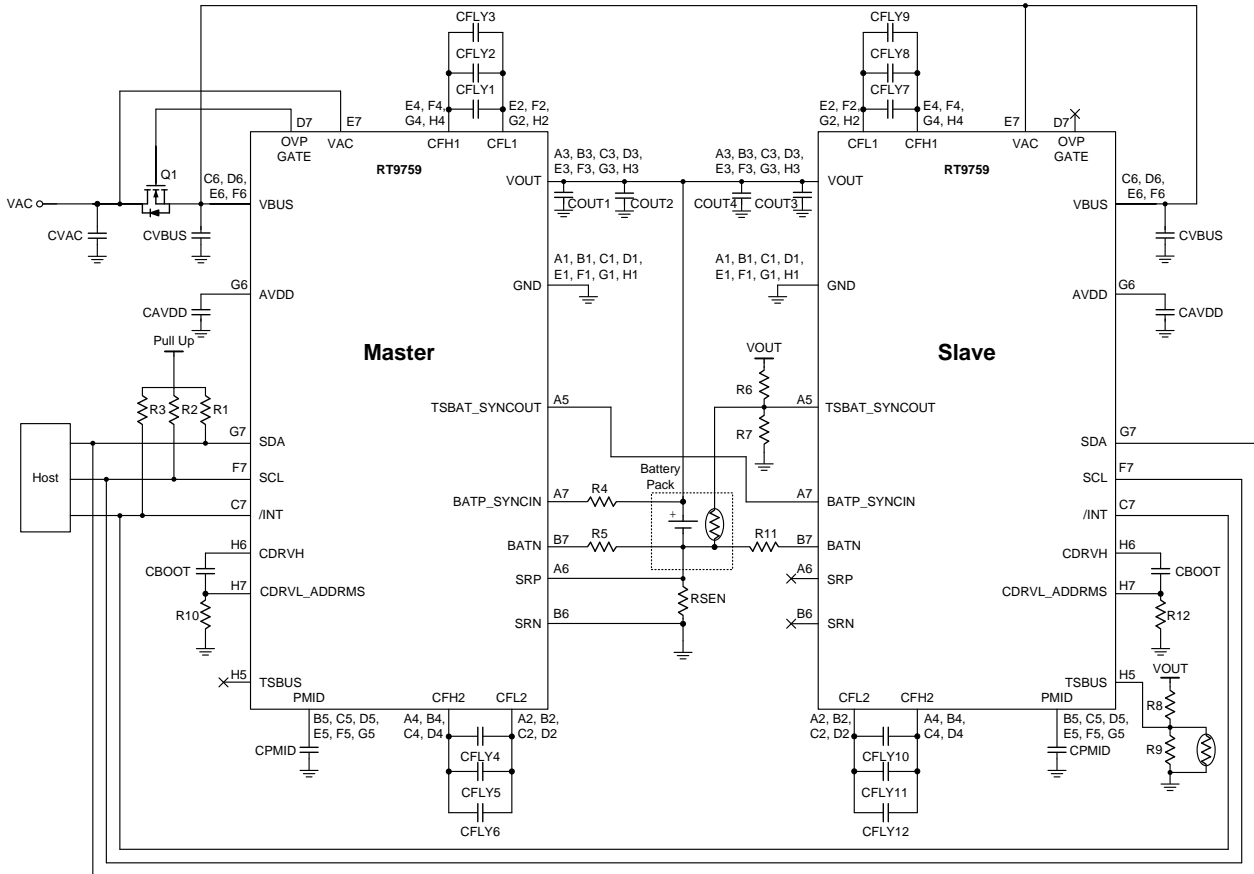 CFLY3
CFLY2
CFLY1
E4, F4,
G4, H4
E2, F2,
G2, H2
CFLY9
CFLY8
CFLY7
E2, F2,
G2, H2
E4, F4,
G4, H4
D7
E7
OVP
GATE
VAC
CFH1
CFL1
RT9759
CFL1
CFH1
E7
D7
VAC
OVP
GATE
RT9759
Q1
VAC
C6, D6,
E6, F6
VBUS
CVAC
CVBUS
VOUT
A3, B3, C3, D3,
E3, F3, G3, H3
COUT1
COUT2
A3, B3, C3, D3,
E3, F3, G3, H3
COUT4
COUT3
VOUT
C6, D6,
E6, F6
VBUS
CVBUS
A1, B1, C1, D1,
E1, F1, G1, H1
GND
A1, B1, C1, D1,
E1, F1, G1, H1
GND
G6
AVDD
CAVDD
AVDD
G6
CAVDD
Pull Up
Master
Slave
VOUT
R6
R7
R3
R2
R1
TSBAT_SYNCOUT
A5
A5
TSBAT_SYNCOUT
Host
G7
SDA
F7
SCL
C7
/INT
SDA
G7
SCL
F7
/INT
C7
Battery
Pack
+
BATP_SYNCIN
A7
R4
A7
BATP_SYNCIN
BATN
B7
R5
R11
B7
BATN
SRP
A6
A6
SRP
RSEN
SRN
B6
B6
SRN
H6
CDRVH
CBOOT
H7
CDRVL_ADDRMS
R10
CDRVH
H6
CBOOT
CDRVL_ADDRMS
H7
R12
H5
TSBUS
TSBUS
H5
VOUT
R8
R9
PMID
CFH2
CFL2
CFL2
CFH2
PMID
B5, C5, D5,
E5, F5, G5
CPMID
A4, B4,
C4, D4
A2, B2,
C2, D2
CFLY4
CFLY5
CFLY6
A2, B2,
C2, D2
A4, B4,
C4, D4
CFLY10
CFLY11
CFLY12
B5, C5, D5,
E5, F5, G5
CPMID